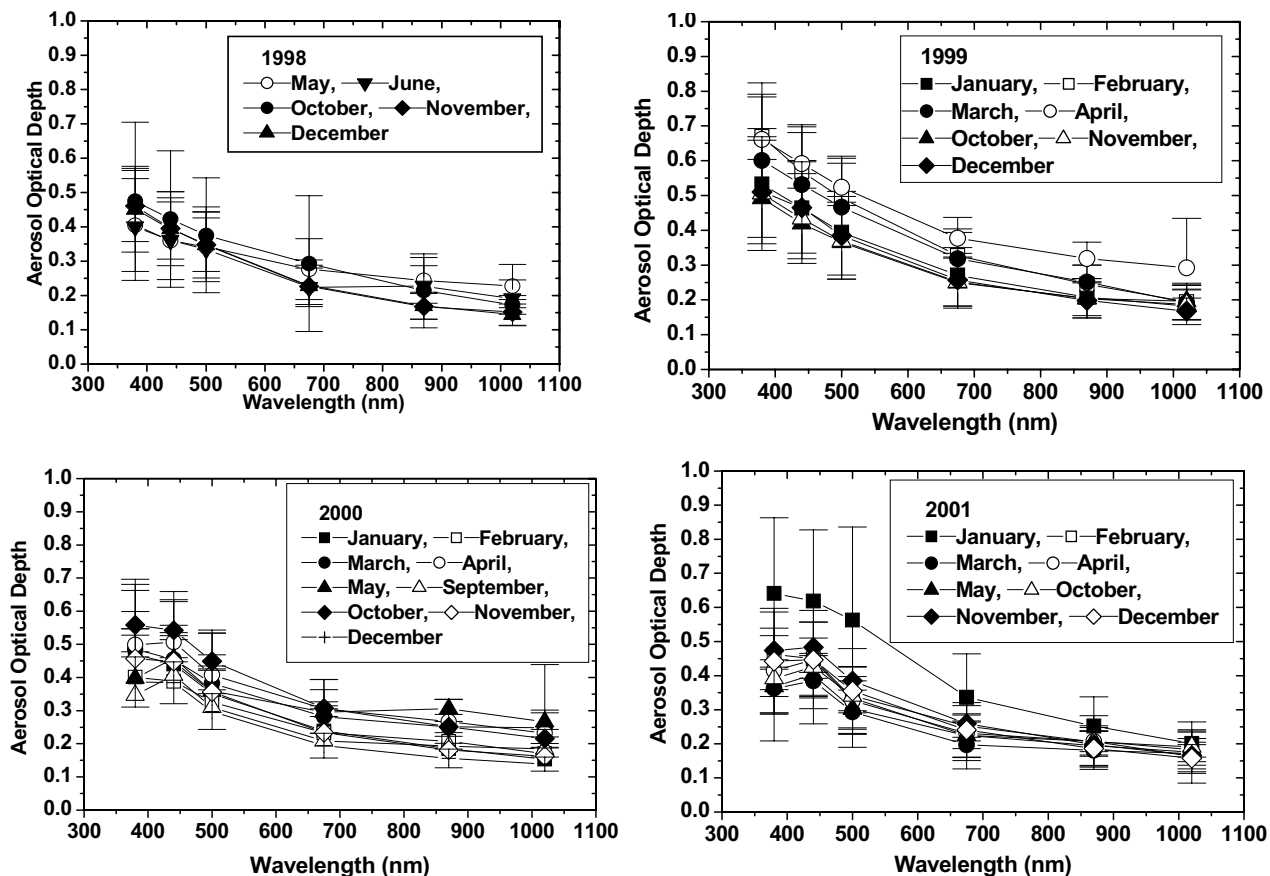 1998
May, June,
October, November,
December
Aerosol Optical Depth
1.0
0.9
0.8
0.7
0.6
0.5
0.4
0.3
0.2
0.1
0.0
300 400 500 600 700 800 900 1000 1100
Wavelength (nm)
1999
January, February,
March, April,
October, November,
December
Aerosol Optical Depth
1.0
0.9
0.8
0.7
0.6
0.5
0.4
0.3
0.2
0.1
0.0
300 400 500 600 700 800 900 1000 1100
Wavelength (nm)
2000
January, February,
March, April,
May, September,
October, November,
December
Aerosol Optical Depth
1.0
0.9
0.8
0.7
0.6
0.5
0.4
0.3
0.2
0.1
0.0
300 400 500 600 700 800 900 1000 1100
Wavelength (nm)
2001
January, February,
March, April,
May, October,
November, December
Aerosol Optical Depth
1.0
0.9
0.8
0.7
0.6
0.5
0.4
0.3
0.2
0.1
0.0
300 400 500 600 700 800 900 1000 1100
Wavelength (nm)